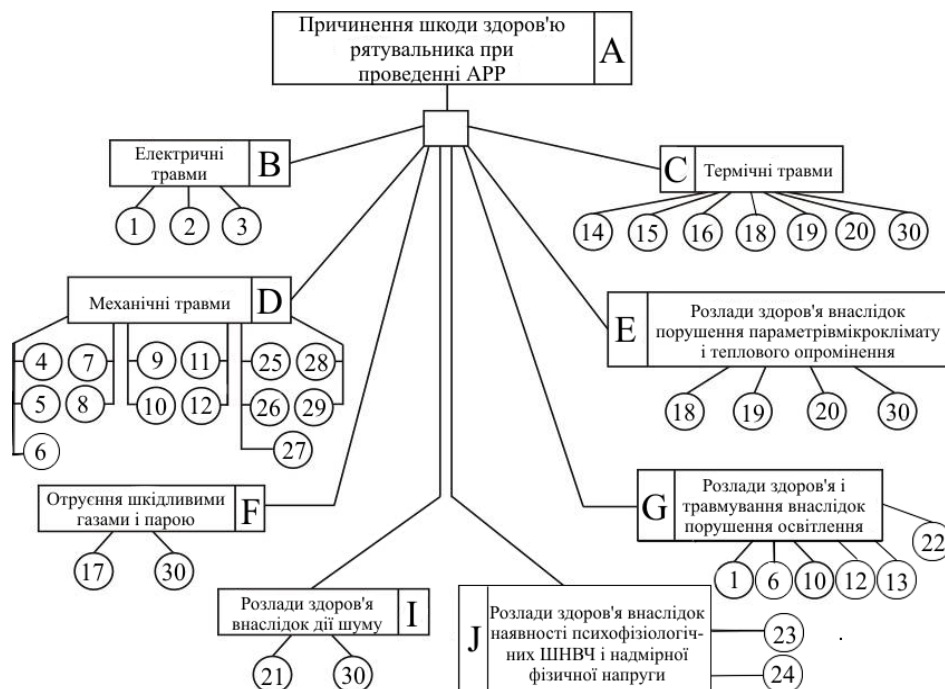 Причинення шкоди здоров'ю
рятувальника при
проведенні АРР
A
Електричні
травми
B
1 2 3
C
Термічні травми
14 15 16 18 19 20 30
Механічні травми
D
4 7 9 11 25 28
5 8 10 12 26 29
6 27
E
Розлади здоров'я внаслідок
порушення параметрівмікроклімату
і теплового опромінення
18 19 20 30
Отруєння шкідливими
газами і парою
F
17 30
G
Розлади здоров'я і
травмування внаслідок
порушення освітлення
1 6 10 12 13 22
Розлади здоров'я
внаслідок дії шуму
I
21 30
J
Розлади здоров'я внаслідок
наявності психофізіологіч-
них ШНВЧ і надмірної
фізичної напруги
23
24